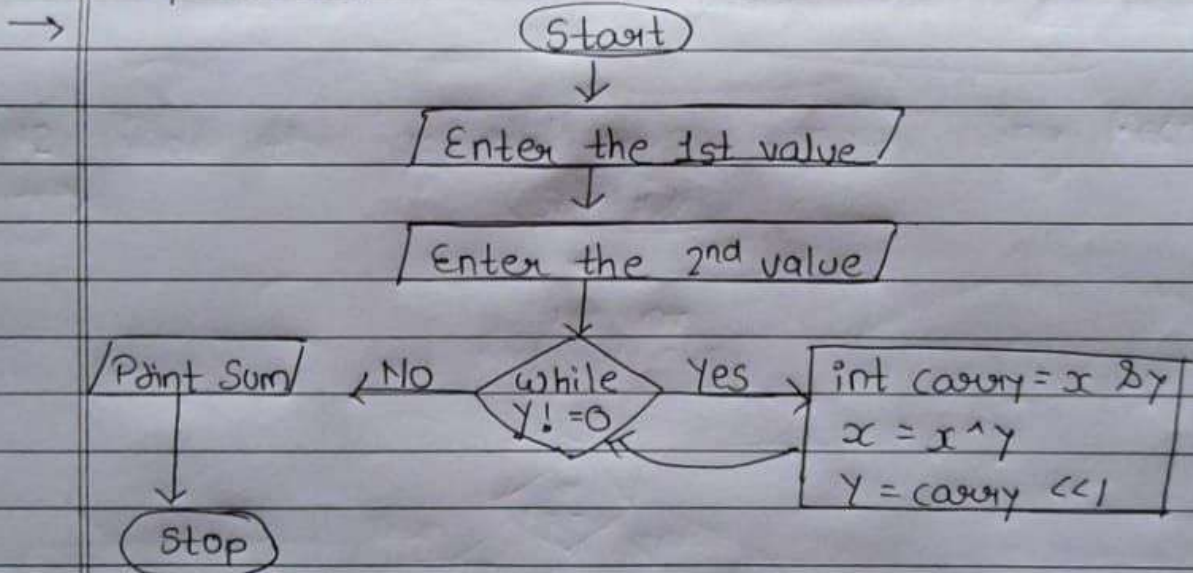 →
Start
Enter the 1st value
Enter the 2nd value
while
Y! =0
Yes
int carry = x & y
x = x ^ y
Y = carry <<1
No
Print Sum
Stop